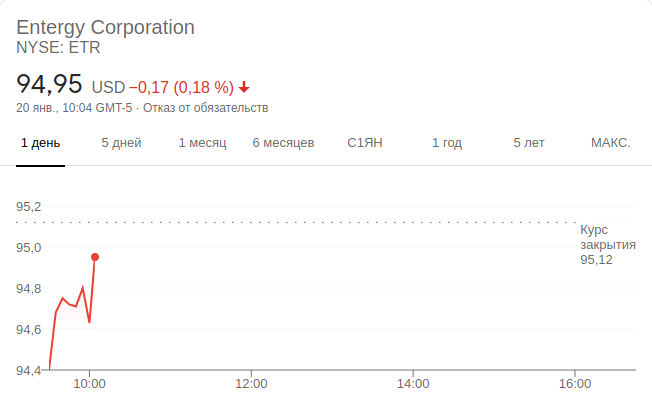 Entergy Corporation
NYSE: ETR
94,95 USD −0,17 (0,18 %)
20 янв., 10:04 GMT-5 · Отказ от обязательств
1 день 5 дней 1 месяц 6 месяцев С1ЯН 1 год 5 лет МАКС.
95,2
Курс
закрытия
95,12
95,0
94,8
94,6
94,4
10:00 12:00 14:00 16:00